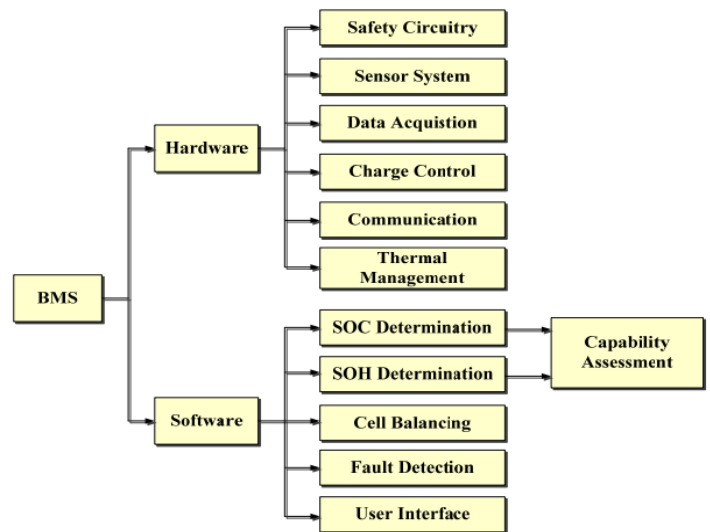 Safety Circuitry
Sensor System
Data Acquistion
Hardware
Charge Control
Communication
Thermal
Management
BMS
SOC Determination
Capability
Assessment
SOH Determination
Software
Cell Balancing
Fault Detection
User Interface